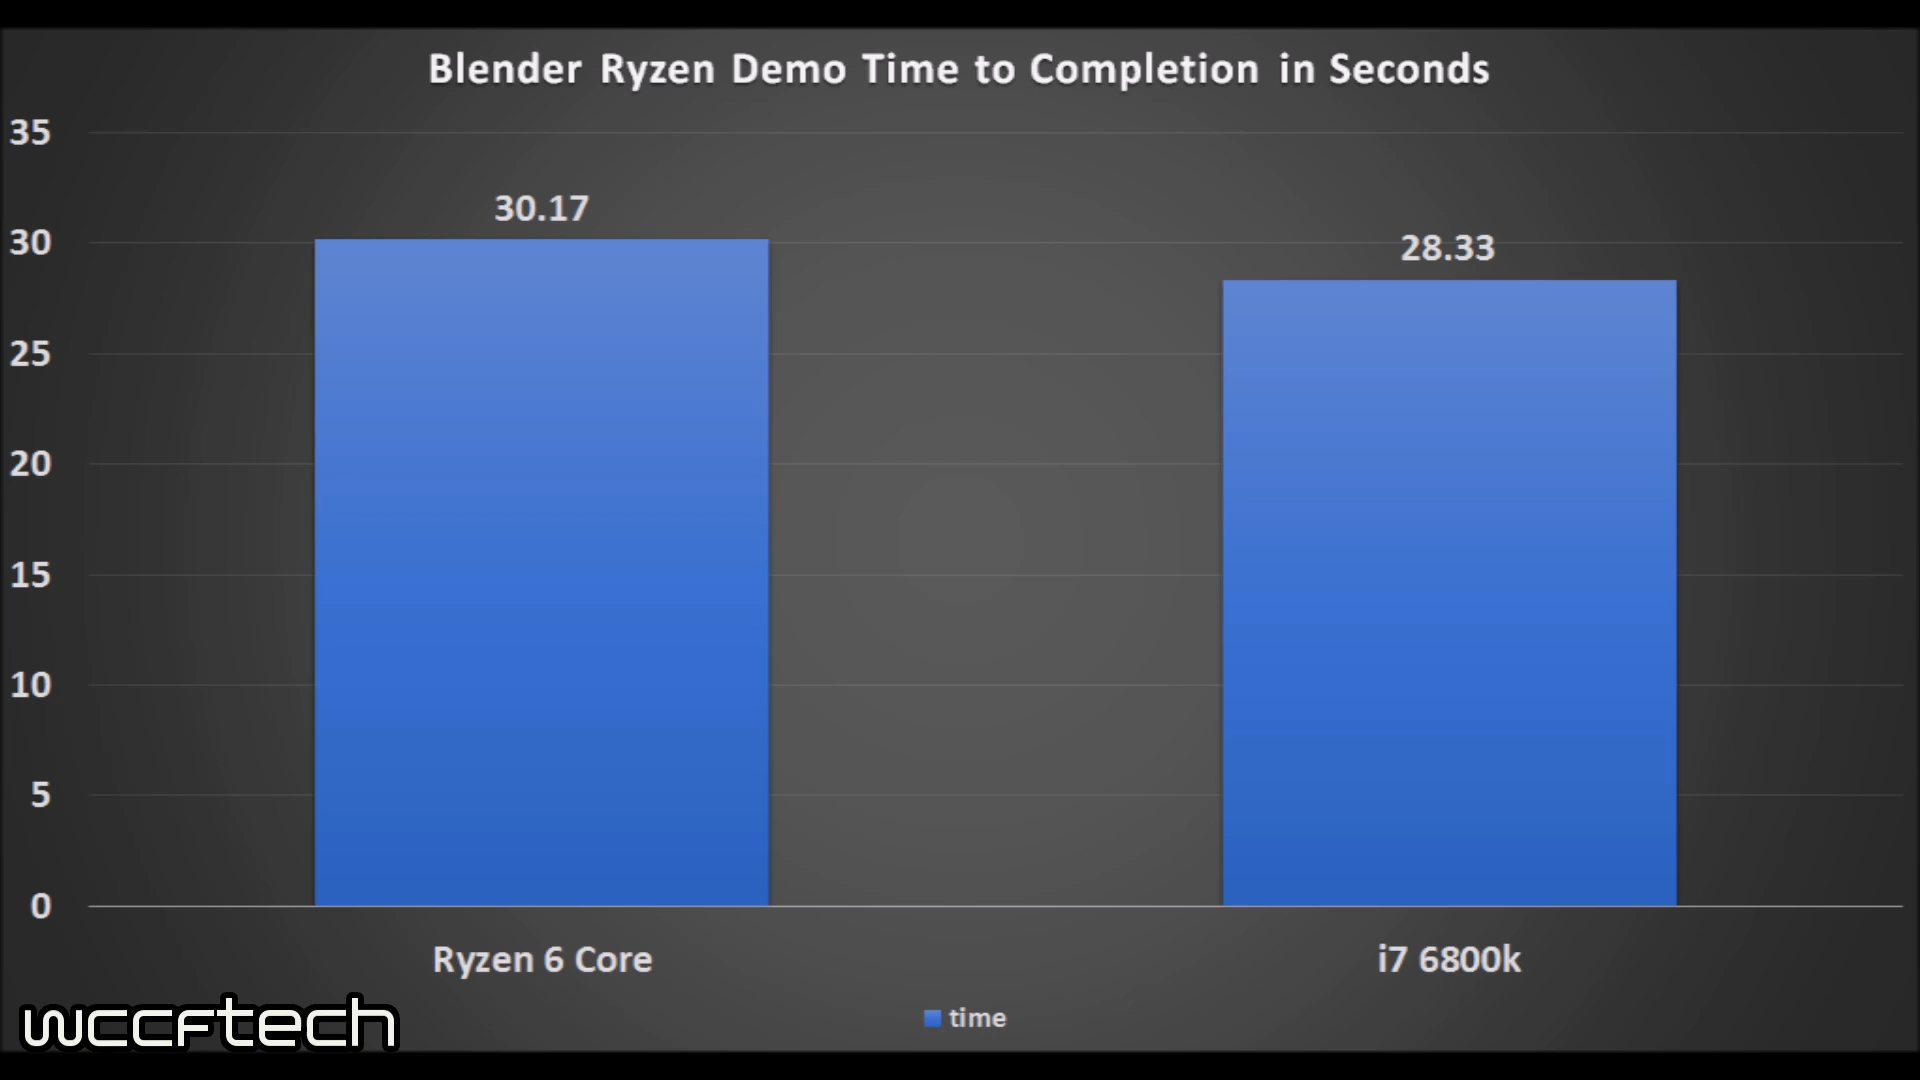 Blender Ryzen Demo Time to Completion in Seconds
35
30
25
20
15
10
5
0
30.17
28.33
Ryzen 6 Core
i7 6800k
time
wccftech